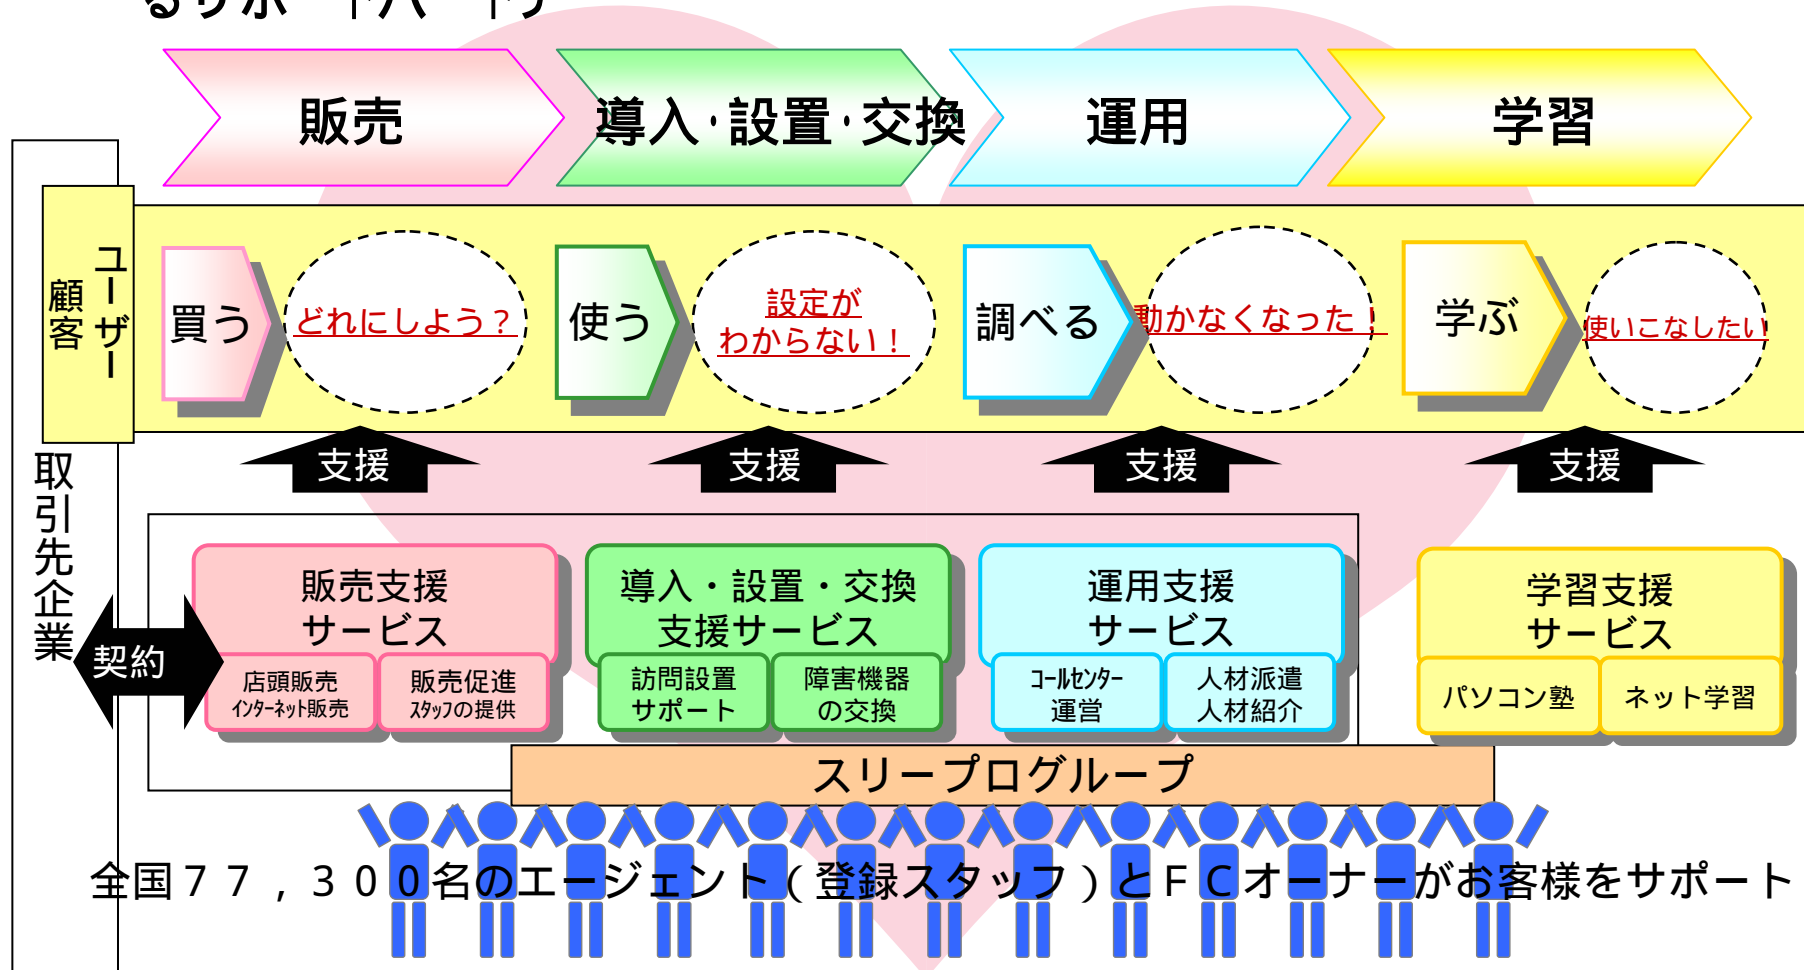 るサポートパートナ
販売
導入・設置・交換
運用
学習
ユーザー
顧客
買う
どれにしよう？
使う
設定が
わからない！
調べる
動かなくなった！
学ぶ
使いこなしたい
支援
支援
支援
支援
取引先企業
契約
販売支援
サービス
店頭販売
ｲﾝﾀｰﾈｯﾄ販売
販売促進
ｽﾀｯﾌの提供
導入・設置・交換
支援サービス
訪問設置
サポート
障害機器
の交換
運用支援
サービス
ｺｰﾙｾﾝﾀｰ
運営
人材派遣
人材紹介
学習支援
サービス
パソコン塾
ネット学習
スリープログループ
全国７７，３００名のエージェント（登録スタッフ）とＦＣオーナーがお客様をサポート